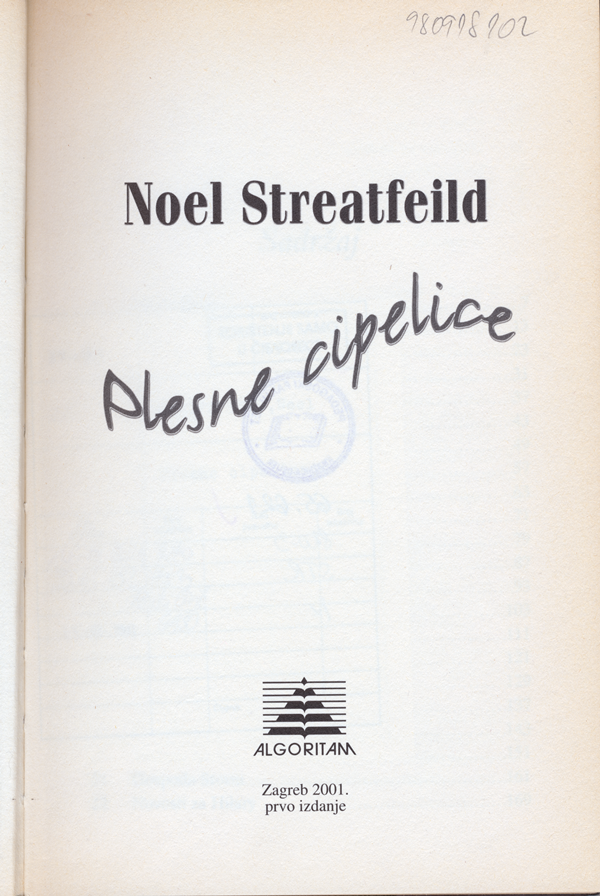 980918102
Noel Streatfeild
Plesne cipelice
ALGORITAM
Zagreb 2001.
prvo izdanje